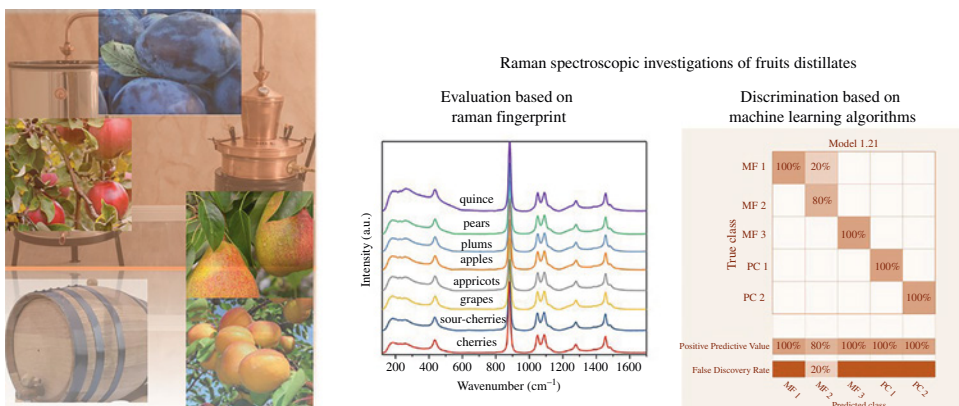 Raman spectroscopic investigations of fruits distillates
Evaluation based on
raman fingerprint
Intensity (a.u.)
quince
pears
plums
apples
appricots
grapes
sour-cherries
cherries
200 400 600 800 1000 1200 1400 1600
Wavenumber (cm⁻¹)
Discrimination based on
machine learning algorithms
Model 1.21
True class
MF 1 100% 20%
MF 2 80%
MF 3 100%
PC 1 100%
PC 2 100%
Positive Predictive Value 100% 80% 100% 100% 100%
False Discovery Rate 20%
MF 1 MF 2 MF 3 PC 1 PC 2
Predicted class